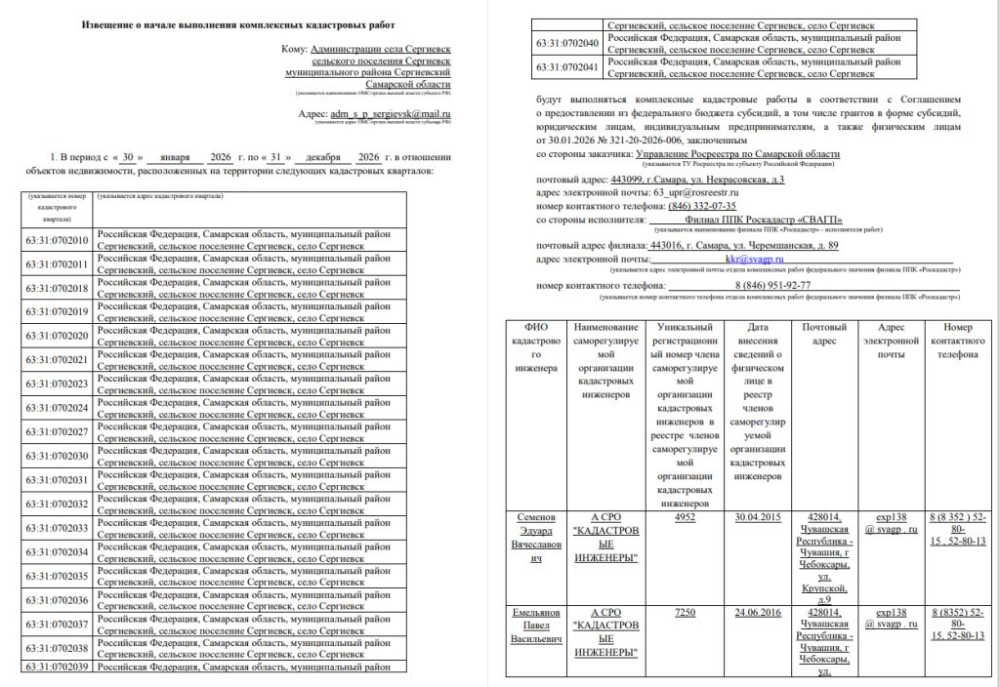 Извещение о начале выполнения комплексных кадастровых работ
Кому: Администрации села Сергиевск
сельского поселения Сергиевск
муниципального района Сергиевский
Самарской области
(указывается наименование ОМС/органа высшей власти субъекта РФ)
Адрес: adm_s_p_sergievsk@mail.ru
(указывается адрес ОМС/органа высшей власти субъекта РФ)
1. В период с « 30 » января 2026 г. по « 31 » декабря 2026 г. в отношении
объектов недвижимости, расположенных на территории следующих кадастровых кварталов:
(указывается номер кадастрового квартала) (указывается адрес кадастрового квартала)
63:31:0702010 Российская Федерация, Самарская область, муниципальный район
Сергиевский, сельское поселение Сергиевск, село Сергиевск
63:31:0702011 Российская Федерация, Самарская область, муниципальный район
Сергиевский, сельское поселение Сергиевск, село Сергиевск
63:31:0702018 Российская Федерация, Самарская область, муниципальный район
Сергиевский, сельское поселение Сергиевск, село Сергиевск
63:31:0702019 Российская Федерация, Самарская область, муниципальный район
Сергиевский, сельское поселение Сергиевск, село Сергиевск
63:31:0702020 Российская Федерация, Самарская область, муниципальный район
Сергиевский, сельское поселение Сергиевск, село Сергиевск
63:31:0702021 Российская Федерация, Самарская область, муниципальный район
Сергиевский, сельское поселение Сергиевск, село Сергиевск
63:31:0702023 Российская Федерация, Самарская область, муниципальный район
Сергиевский, сельское поселение Сергиевск, село Сергиевск
63:31:0702024 Российская Федерация, Самарская область, муниципальный район
Сергиевский, сельское поселение Сергиевск, село Сергиевск
63:31:0702027 Российская Федерация, Самарская область, муниципальный район
Сергиевский, сельское поселение Сергиевск, село Сергиевск
63:31:0702030 Российская Федерация, Самарская область, муниципальный район
Сергиевский, сельское поселение Сергиевск, село Сергиевск
63:31:0702031 Российская Федерация, Самарская область, муниципальный район
Сергиевский, сельское поселение Сергиевск, село Сергиевск
63:31:0702032 Российская Федерация, Самарская область, муниципальный район
Сергиевский, сельское поселение Сергиевск, село Сергиевск
63:31:0702033 Российская Федерация, Самарская область, муниципальный район
Сергиевский, сельское поселение Сергиевск, село Сергиевск
63:31:0702034 Российская Федерация, Самарская область, муниципальный район
Сергиевский, сельское поселение Сергиевск, село Сергиевск
63:31:0702035 Российская Федерация, Самарская область, муниципальный район
Сергиевский, сельское поселение Сергиевск, село Сергиевск
63:31:0702036 Российская Федерация, Самарская область, муниципальный район
Сергиевский, сельское поселение Сергиевск, село Сергиевск
63:31:0702037 Российская Федерация, Самарская область, муниципальный район
Сергиевский, сельское поселение Сергиевск, село Сергиевск
63:31:0702038 Российская Федерация, Самарская область, муниципальный район
Сергиевский, сельское поселение Сергиевск, село Сергиевск
63:31:0702039 Российская Федерация, Самарская область, муниципальный район
Сергиевский, сельское поселение Сергиевск, село Сергиевск
63:31:0702040 Российская Федерация, Самарская область, муниципальный район
Сергиевский, сельское поселение Сергиевск, село Сергиевск
63:31:0702041 Российская Федерация, Самарская область, муниципальный район
Сергиевский, сельское поселение Сергиевск, село Сергиевск
будут выполняться комплексные кадастровые работы в соответствии с Соглашением
о предоставлении из федерального бюджета субсидий, в том числе грантов в форме субсидий,
юридическим лицам, индивидуальным предпринимателям, а также физическим лицам
от 30.01.2026 № 321-20-2026-006, заключенным
со стороны заказчика: Управление Росреестра по Самарской области
(указывается ТУ Росреестра по субъекту Российской Федерации)
почтовый адрес: 443099, г.Самара, ул. Некрасовская, д.3
адрес электронной почты: 63_upr@rosreestr.ru
номер контактного телефона: (846) 332-07-35
со стороны исполнителя: Филиал ППК Роскадастр «СВАГП»
(указывается наименование филиала ППК «Роскадастр» - исполнителя работ)
почтовый адрес филиала: 443016, г. Самара, ул. Черемшанская, д. 89
адрес электронной почты: kkr@svagp.ru
(указывается адрес электронной почты отдела комплексных работ федерального значения филиала ППК «Роскадастр»)
номер контактного телефона: 8 (846) 951-92-77
(указывается номер контактного телефона отдела комплексных работ федерального значения филиала ППК «Роскадастр»)
ФИО
кадастрово
го
инженера
Наименование
саморегулируе
мой
организации
кадастровых
инженеров
Уникальный
регистрационн
ый номер члена
саморегулируе
мой
организации
кадастровых
инженеров в
реестре членов
саморегулируе
мой
организации
кадастровых
инженеров
Дата
внесения
сведений о
физическом
лице в
реестр
членов
саморегулир
уемой
организации
кадастровых
инженеров
Почтовый
адрес
Адрес
электронной
почты
Номер
контактного
телефона
Семенов
Эдуард
Вячеславов
ич
А СРО
"КАДАСТРОВ
ЫЕ
ИНЖЕНЕРЫ"
4952
30.04.2015
428014,
Чувашская
Республика -
Чувашия, г
Чебоксары,
ул.
Крупской,
д.9
exp138
@ svagp . ru
8 (8 352 ) 52-
80-
15 , 52-80-13
Емельянов
Павел
Васильевич
А СРО
"КАДАСТРОВ
ЫЕ
ИНЖЕНЕРЫ"
7250
24.06.2016
428014,
Чувашская
Республика -
Чувашия, г
Чебоксары,
ул.
exp138
@ svagp . ru
8 (8352) 52-
80-
15, 52-80-13